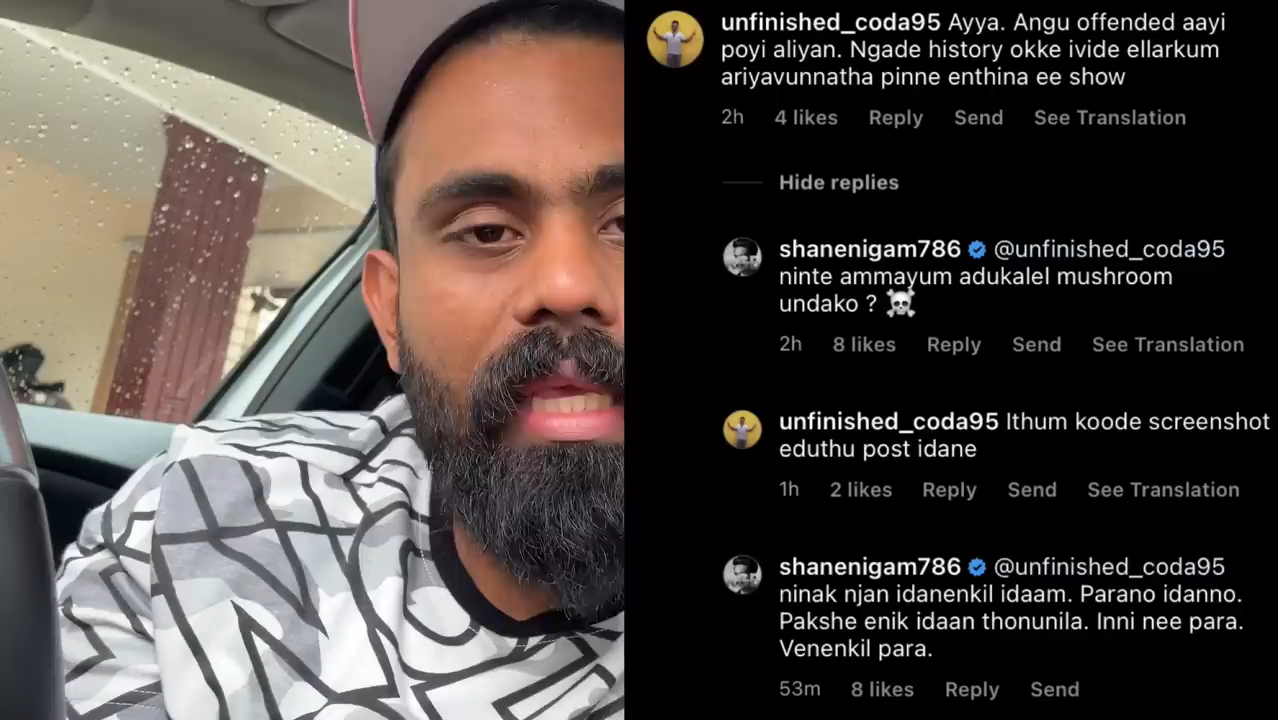 unfinished_coda95 Ayya. Angu offended aayi
poyi aliyan. Ngade history okke ivide ellarkum
ariyavunnatha pinne enthina ee show
2h 4 likes Reply Send See Translation
Hide replies
shanenigam786 @unfinished_coda95
ninte ammayum adukalel mushroom
undako ? ☠️
2h 8 likes Reply Send See Translation
unfinished_coda95 Ithum koode screenshot
eduthu post idane
1h 2 likes Reply Send See Translation
shanenigam786 @unfinished_coda95
ninak njan idanenkil idaam. Parano idanno.
Pakshe enik idaan thonunila. Inni nee para.
Venenkil para.
53m 8 likes Reply Send